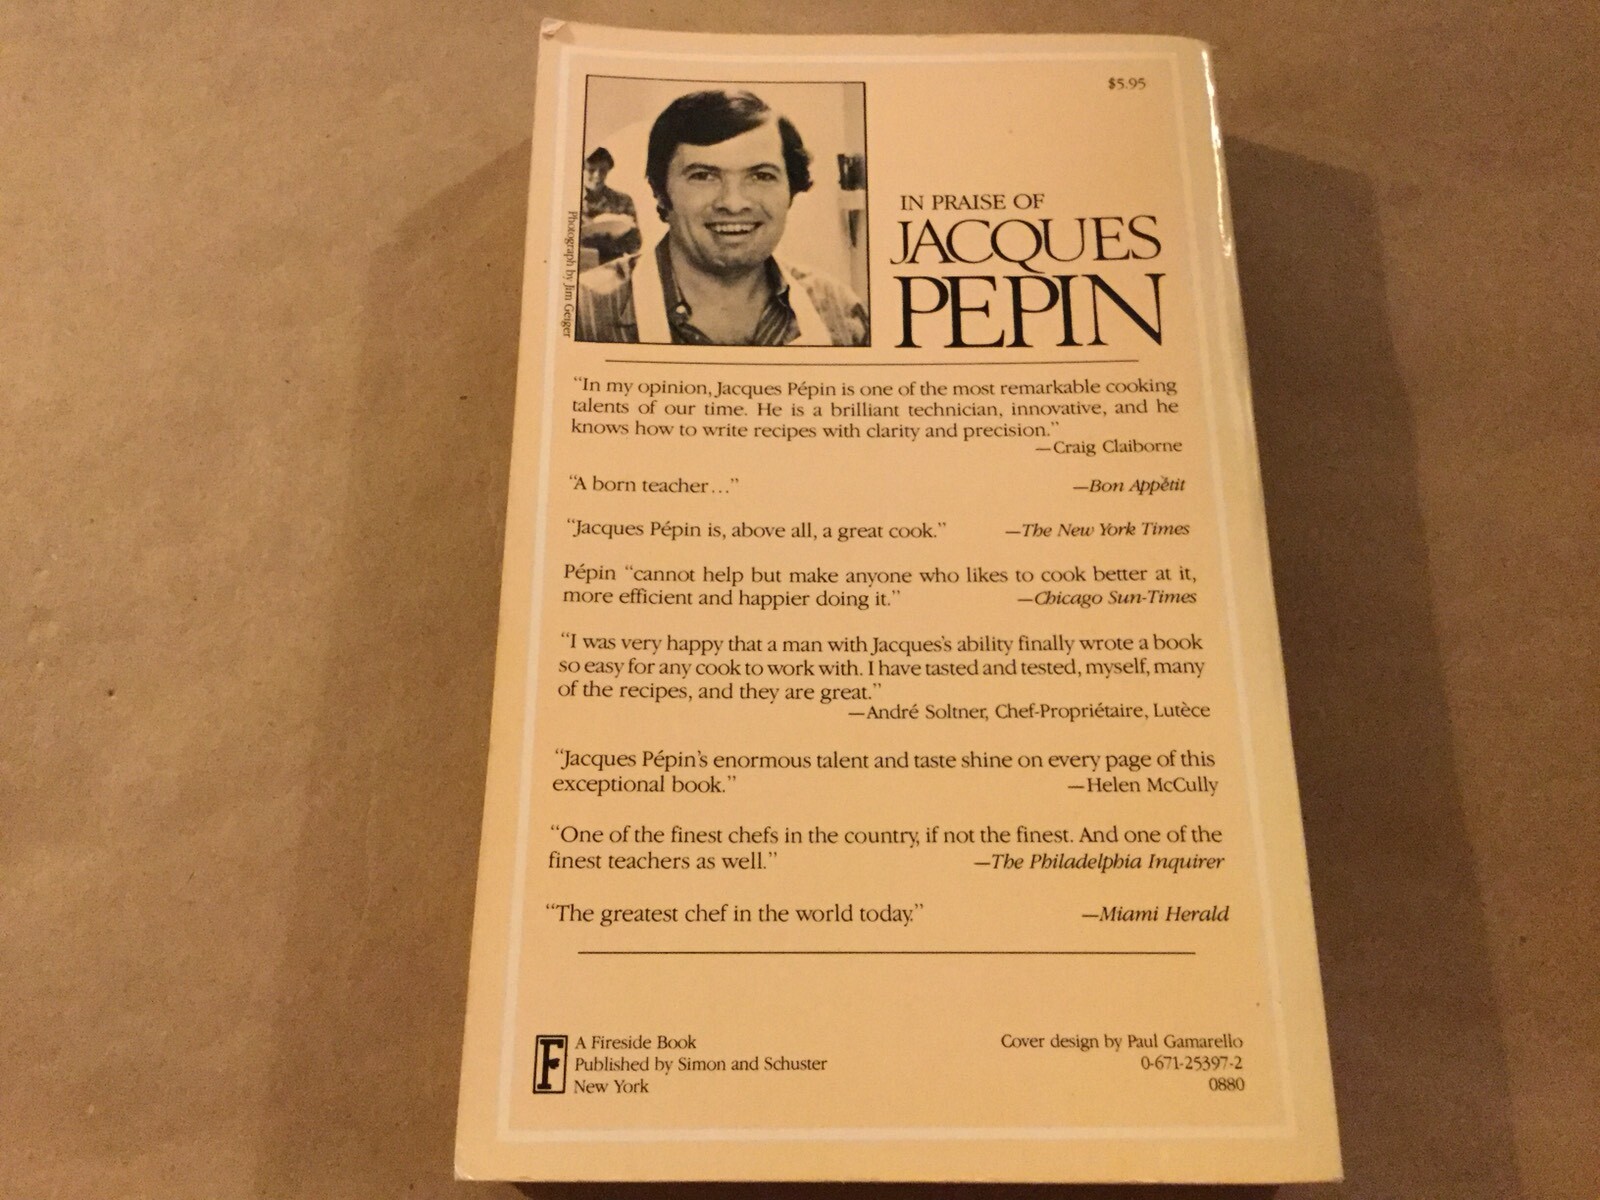 $5.95
Photograph by Jim Geiger
IN PRAISE OF
JACQUES
PEPIN
“In my opinion, Jacques Pépin is one of the most remarkable cooking
talents of our time. He is a brilliant technician, innovative, and he
knows how to write recipes with clarity and precision.”
—Craig Claiborne
“A born teacher...” —Bon Appétit
“Jacques Pépin is, above all, a great cook.” —The New York Times
Pépin “cannot help but make anyone who likes to cook better at it,
more efficient and happier doing it.” —Chicago Sun-Times
“I was very happy that a man with Jacques's ability finally wrote a book
so easy for any cook to work with. I have tasted and tested, myself, many
of the recipes, and they are great.”
—André Soltner, Chef-Propriétaire, Lutèce
“Jacques Pépin's enormous talent and taste shine on every page of this
exceptional book.” —Helen McCully
“One of the finest chefs in the country, if not the finest. And one of the
finest teachers as well.” —The Philadelphia Inquirer
“The greatest chef in the world today.” —Miami Herald
F
A Fireside Book
Published by Simon and Schuster
New York
Cover design by Paul Gamarello
0-671-25397-2
0880